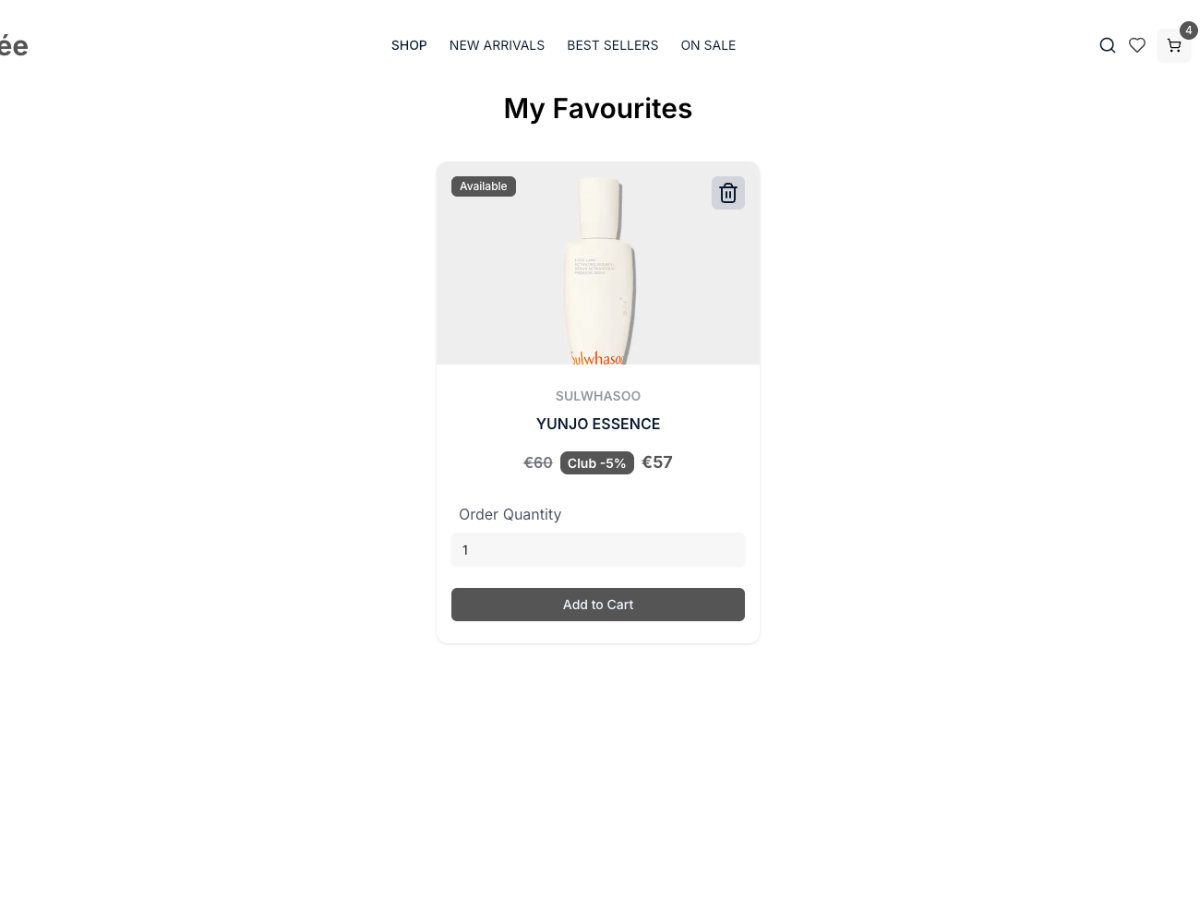 ée
SHOP NEW ARRIVALS BEST SELLERS ON SALE
4
My Favourites
Available
Sulwhasoo
SULWHASOO
YUNJO ESSENCE
€60 Club -5% €57
Order Quantity
1
Add to Cart